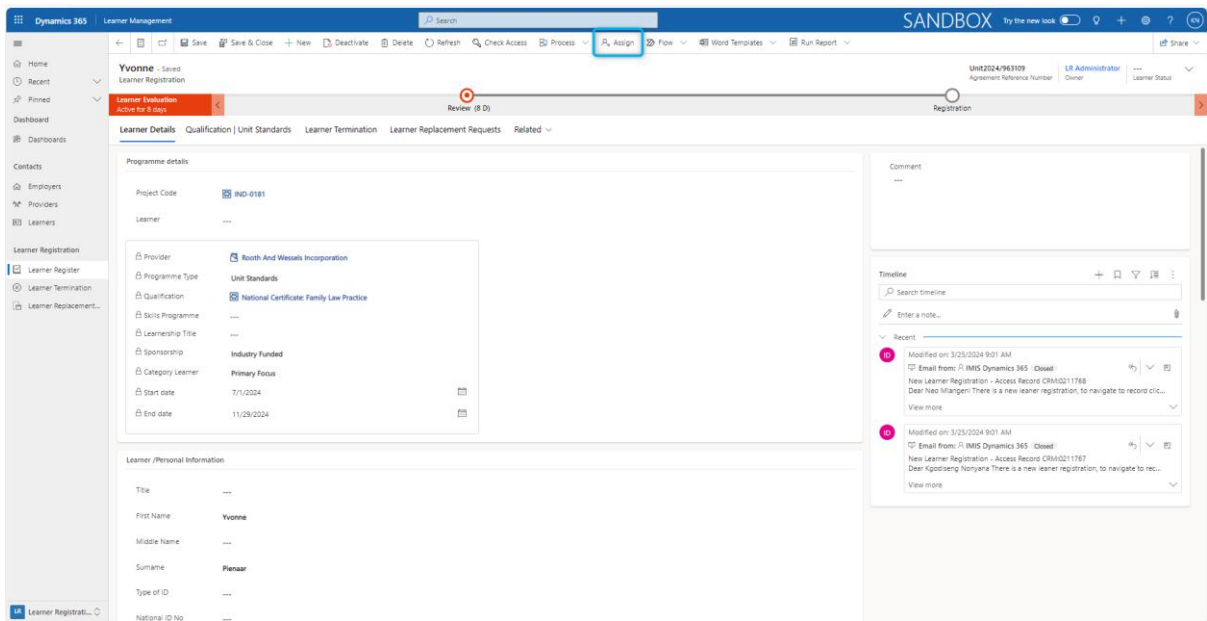 Dynamics 365 Learner Management Search SANDBOX Try the new look ? KN
Save Save & Close New Deactivate Delete Refresh Check Access Process Assign Flow Word Templates Run Report Share
Home
Recent
Pinned
Dashboard
Dashboards
Contacts
Employers
Providers
Learners
Learner Registration
Learner Register
Learner Termination
Learner Replacement...
LR Learner Registrati...
Yvonne - Saved
Learner Registration
Unit2024/963109 LR Administrator ---
Agreement Reference Number Owner Learner Status
Learner Evaluation
Active for 8 days
Review (8 D) Registration
Learner Details Qualification | Unit Standards Learner Termination Learner Replacement Requests Related
Programme details
Project Code IND-0181
Learner ---
Provider Rooth And Wessels Incorporation
Programme Type Unit Standards
Qualification National Certificate: Family Law Practice
Skills Programme ---
Learnership Title ---
Sponsorship Industry Funded
Category Learner Primary Focus
Start date 7/1/2024
End date 11/29/2024
Learner /Personal Information
Title ---
First Name Yvonne
Middle Name ---
Surname Pienaar
Type of ID ---
National ID No ---
Comment
---
Timeline
Search timeline
Enter a note...
Recent
ID Modified on: 3/25/2024 9:01 AM
Email from: IMIS Dynamics 365 Closed
New Learner Registration - Access Record CRM:0211768
Dear Neo Mlangeni There is a new leaner registration, to navigate to record clic...
View more
ID Modified on: 3/25/2024 9:01 AM
Email from: IMIS Dynamics 365 Closed
New Learner Registration - Access Record CRM:0211767
Dear Kgodiseng Nonyana There is a new leaner registration, to navigate to rec...
View more